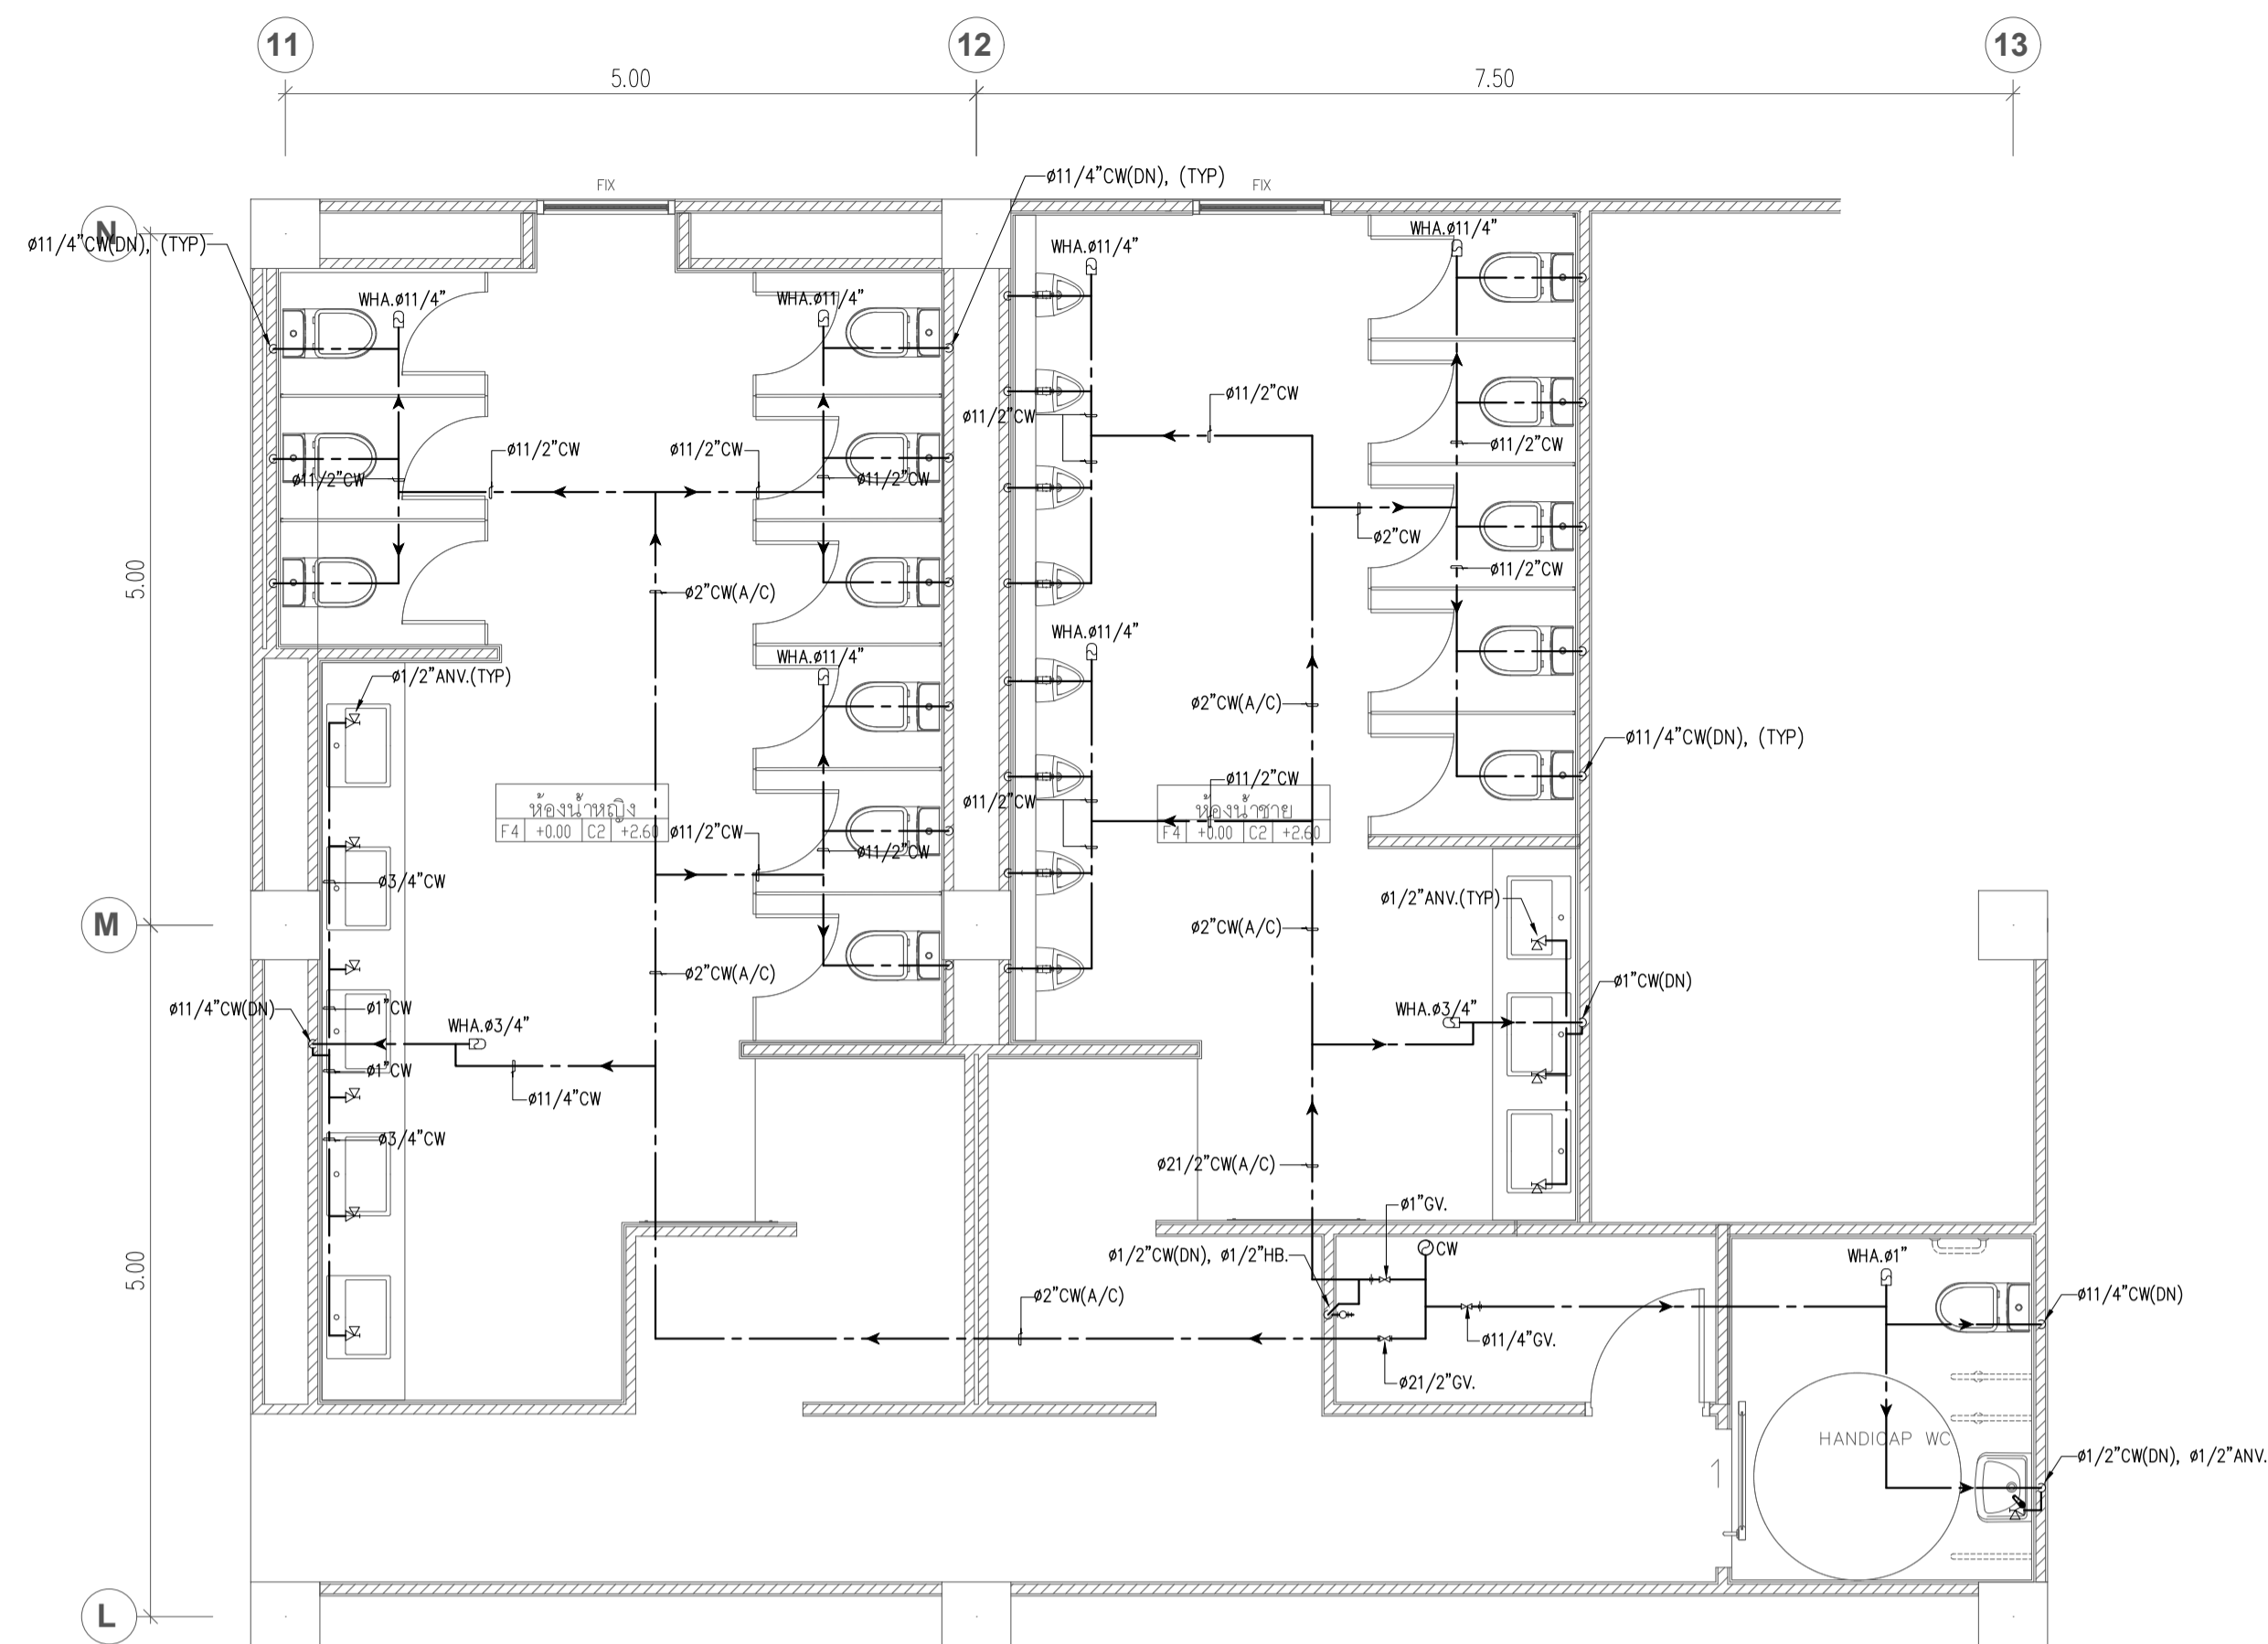 11
12
13
5.00
7.50
FIX
FIX
ø11/4"CW(DN), (TYP)
N
ø11/4"CW(DN), (TYP)
WHA.ø11/4"
WHA.ø11/4"
WHA.ø11/4"
WHA.ø11/4"
ø11/2"CW
ø11/2"CW
ø11/2"CW
ø11/2"CW
ø11/2"CW
ø11/2"CW
ø11/2"CW
ø11/2"CW
ø2"CW
ø11/2"CW
5.00
ø2"CW(A/C)
WHA.ø11/4"
WHA.ø11/4"
ø1/2"ANV.(TYP)
ø2"CW(A/C)
ø11/4"CW(DN), (TYP)
ห้องน้ำหญิง
F4 +0.00 C2 +2.60
ø11/2"CW
ø11/2"CW
ø11/2"CW
ø11/2"CW
ห้องน้ำชาย
F4 +0.00 C2 +2.60
ø3/4"CW
ø1/2"ANV.(TYP)
M
ø2"CW(A/C)
ø2"CW(A/C)
ø1"CW(DN)
ø11/4"CW(DN)
ø1"CW
WHA.ø3/4"
WHA.ø3/4"
ø1"CW
ø11/4"CW
ø3/4"CW
ø21/2"CW(A/C)
ø1"GV.
5.00
ø1/2"CW(DN), ø1/2"HB.
CW
WHA.ø1"
ø2"CW(A/C)
ø11/4"CW(DN)
ø11/4"GV.
ø21/2"GV.
HANDICAP WC
1
ø1/2"CW(DN), ø1/2"ANV.
L